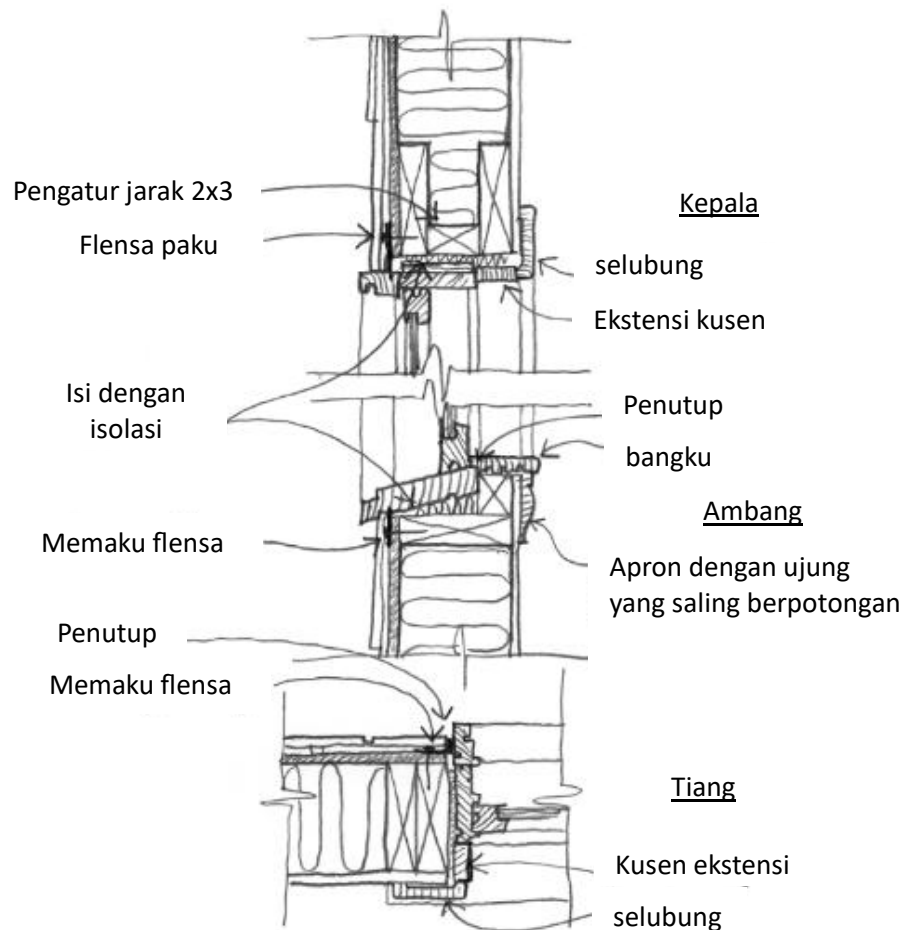 Pengatur jarak 2x3
Flensa paku
Kepala
selubung
Ekstensi kusen
Isi dengan
isolasi
Penutup
bangku
Ambang
Memaku flensa
Apron dengan ujung
yang saling berpotongan
Penutup
Memaku flensa
Tiang
Kusen ekstensi
selubung